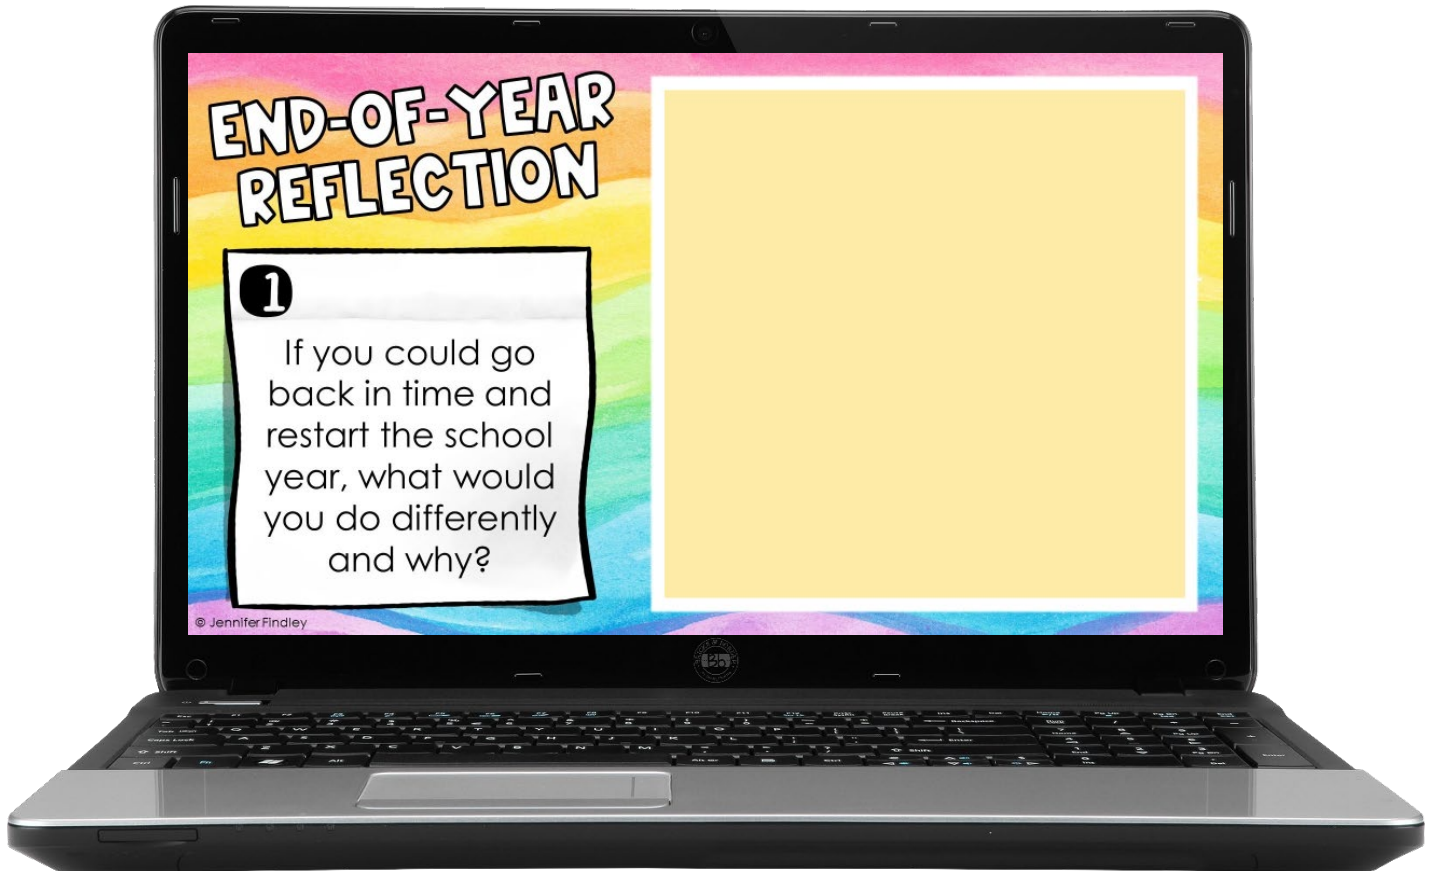 END-OF-YEAR
REFLECTION
1
If you could go
back in time and
restart the school
year, what would
you do differently
and why?
© Jennifer Findley